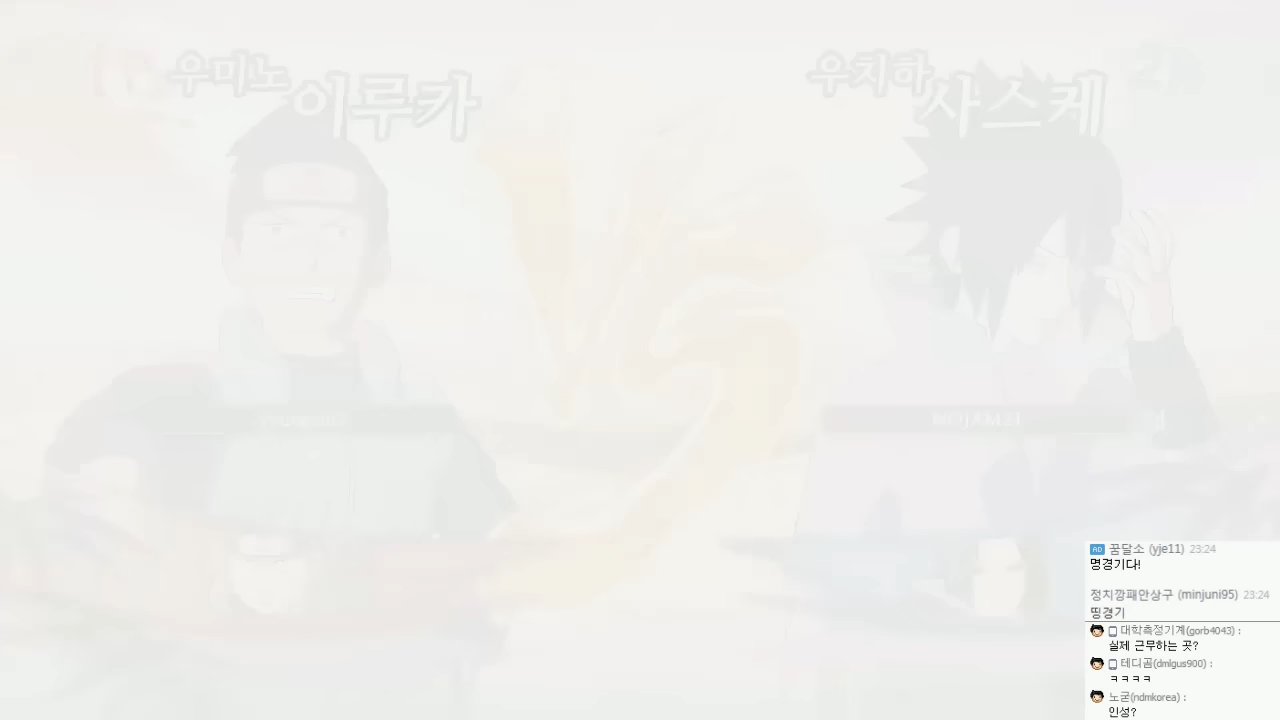 우미노 이루카
우치하 사스케
꿈달소 (yje11) 23:24
명경기다!
정치깡패안상구 (minjuni95) 23:24
띵경기
대학측정기계(gorb4043) :
실제 근무하는 곳?
테디곰(dmlgus900) :
ㅋㅋㅋㅋ
노굳(ndmkorea) :
인성?